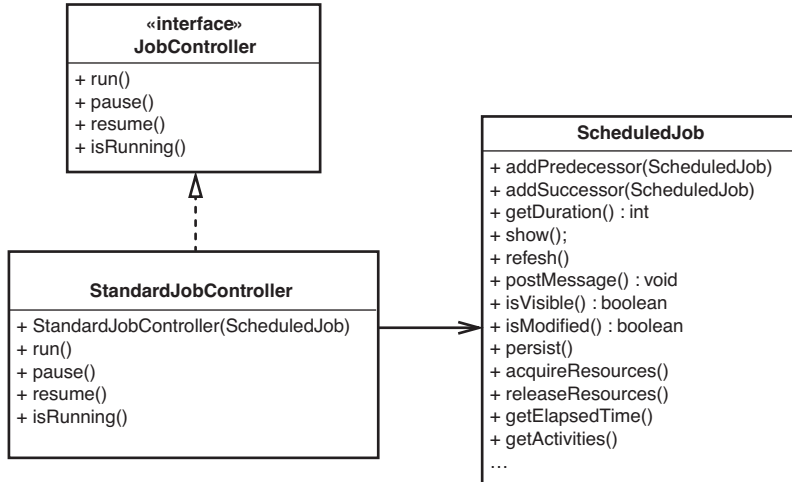 «interface»
JobController
+ run()
+ pause()
+ resume()
+ isRunning()
StandardJobController
+ StandardJobController(ScheduledJob)
+ run()
+ pause()
+ resume()
+ isRunning()
ScheduledJob
+ addPredecessor(ScheduledJob)
+ addSuccessor(ScheduledJob)
+ getDuration() : int
+ show();
+ refesh()
+ postMessage() : void
+ isVisible() : boolean
+ isModified() : boolean
+ persist()
+ acquireResources()
+ releaseResources()
+ getElapsedTime()
+ getActivities()
…